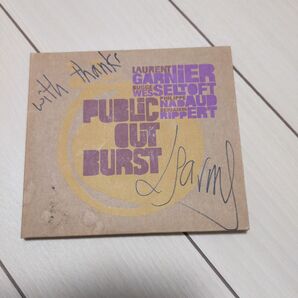 with thanks
LAURENT
GARNIER
BUGGE
WESSELTOFT
PHILIPPE
NADAUD
BENJAMIN
RIPPERT
PUBLIC
OUT
BURST